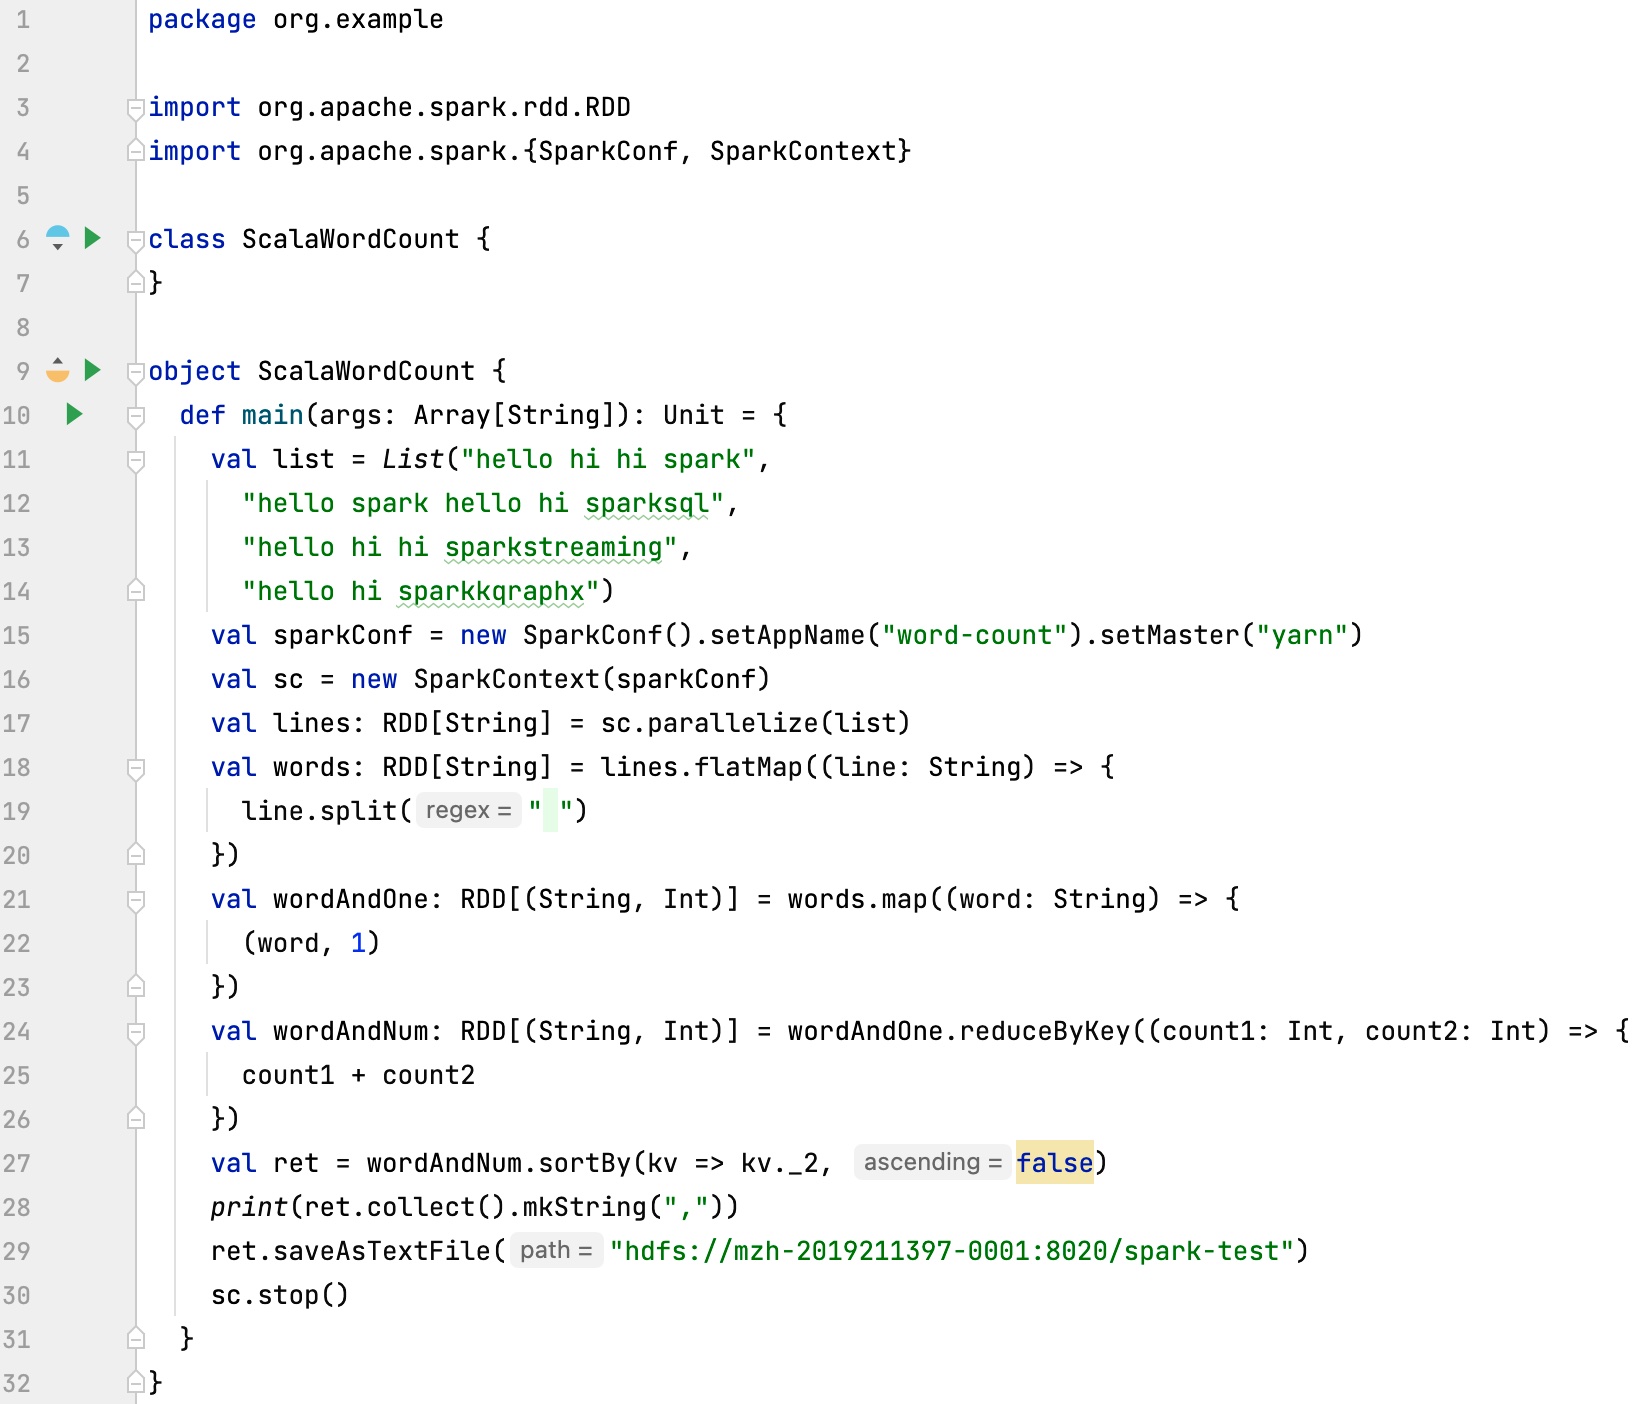 1 package org.example
2
3 import org.apache.spark.rdd.RDD
4 import org.apache.spark.{SparkConf, SparkContext}
5
6 class ScalaWordCount {
7 }
8
9 object ScalaWordCount {
10   def main(args: Array[String]): Unit = {
11     val list = List("hello hi hi spark",
12       "hello spark hello hi sparksql",
13       "hello hi hi sparkstreaming",
14       "hello hi sparkkqraphx")
15     val sparkConf = new SparkConf().setAppName("word-count").setMaster("yarn")
16     val sc = new SparkContext(sparkConf)
17     val lines: RDD[String] = sc.parallelize(list)
18     val words: RDD[String] = lines.flatMap((line: String) => {
19       line.split( regex = " ")
20     })
21     val wordAndOne: RDD[(String, Int)] = words.map((word: String) => {
22       (word, 1)
23     })
24     val wordAndNum: RDD[(String, Int)] = wordAndOne.reduceByKey((count1: Int, count2: Int) => {
25       count1 + count2
26     })
27     val ret = wordAndNum.sortBy(kv => kv._2, ascending = false)
28     print(ret.collect().mkString(","))
29     ret.saveAsTextFile( path = "hdfs://mzh-2019211397-0001:8020/spark-test")
30     sc.stop()
31   }
32 }